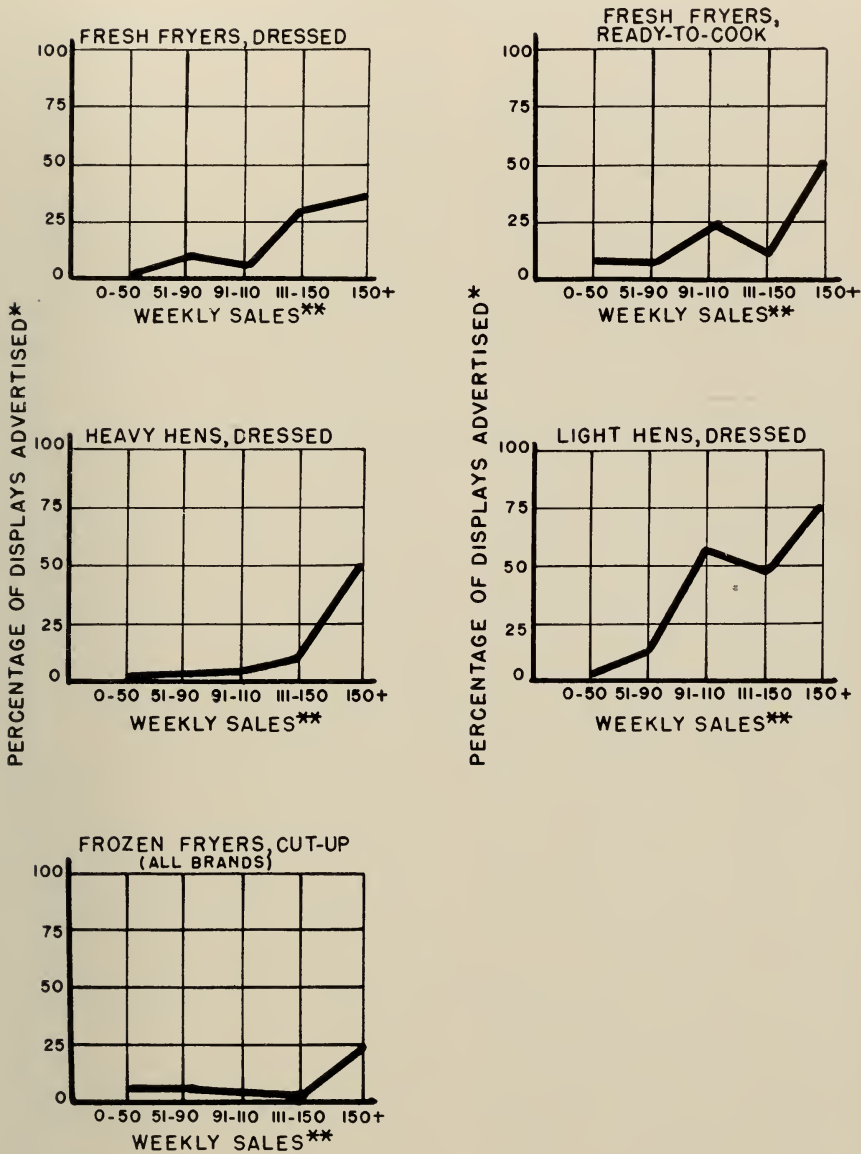 FRESH FRYERS, DRESSED
100
75
50
25
0
0-50 51-90 91-110 111-150 150+
WEEKLY SALES**
FRESH FRYERS,
READY-TO-COOK
100
75
50
25
0
0-50 51-90 91-110 111-150 150+
WEEKLY SALES**
PERCENTAGE OF DISPLAYS ADVERTISED*
HEAVY HENS, DRESSED
100
75
50
25
0
0-50 51-90 91-110 111-150 150+
WEEKLY SALES**
PERCENTAGE OF DISPLAYS ADVERTISED*
LIGHT HENS, DRESSED
100
75
50
25
0
0-50 51-90 91-110 111-150 150+
WEEKLY SALES**
FROZEN FRYERS, CUT-UP
(ALL BRANDS)
100
75
50
25
0
0-50 51-90 91-110 111-150 150+
WEEKLY SALES**